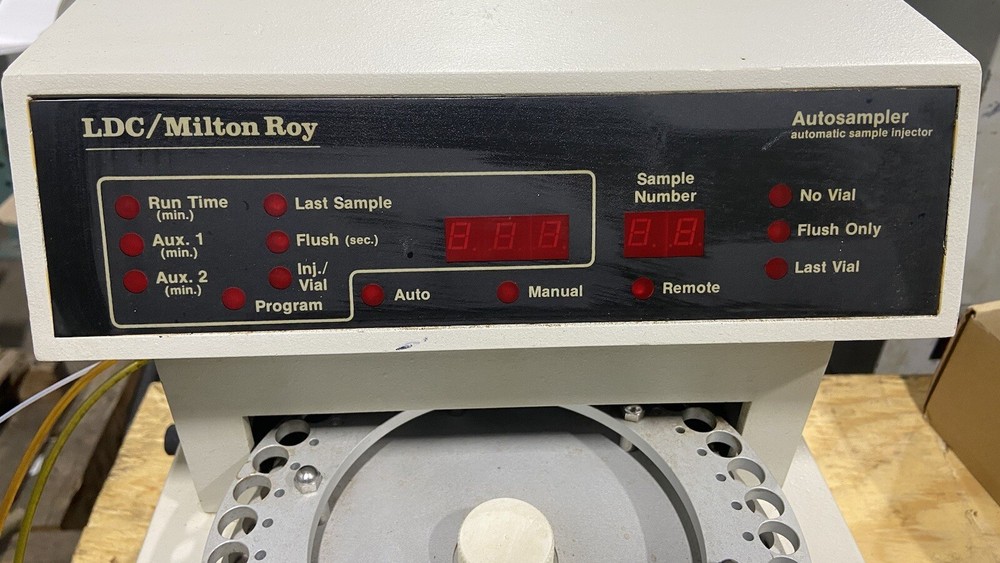 LDC/Milton Roy
Autosampler
automatic sample injector
Run Time
(min.)
Aux. 1
(min.)
Aux. 2
(min.)
Last Sample
Flush (sec.)
Inj./
Vial
Program
Auto
Manual
Remote
Sample
Number
No Vial
Flush Only
Last Vial